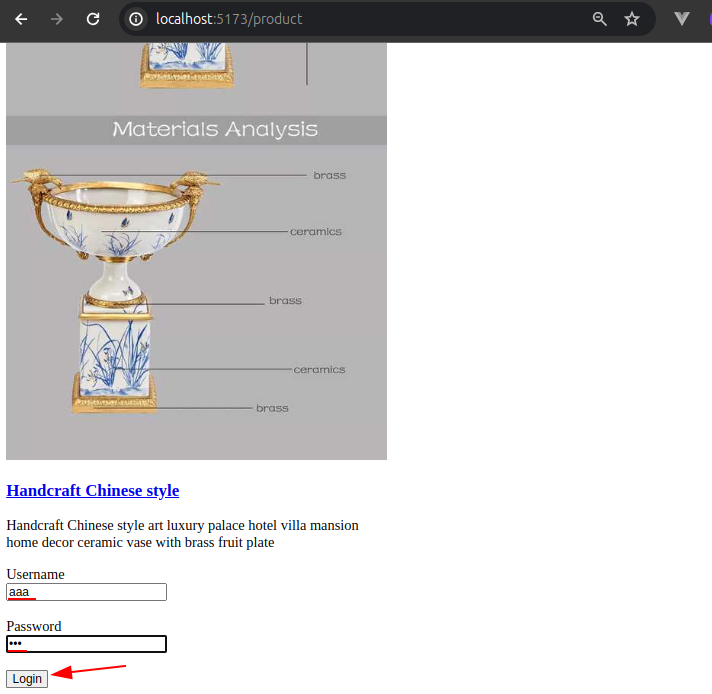 localhost:5173/product
Materials Analysis
brass
ceramics
brass
ceramics
brass
Handcraft Chinese style
Handcraft Chinese style art luxury palace hotel villa mansion
home decor ceramic vase with brass fruit plate
Username
aaa
Password
•••
Login